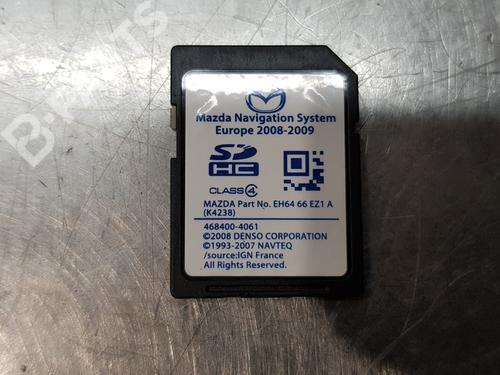 Mazda Navigation System
Europe 2008-2009
SD
HC
CLASS 4
MAZDA Part No. EH64 66 EZ1 A
(K4238)
468400-4061
©2008 DENSO CORPORATION
©1993-2007 NAVTEQ
/source:IGN France
All Rights Reserved.